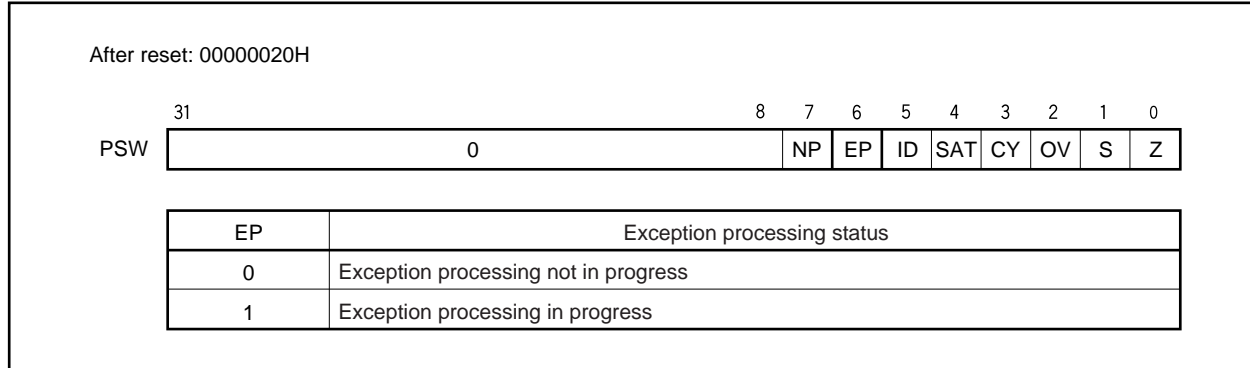 After reset: 00000020H
31 8 7 6 5 4 3 2 1 0
PSW 0 NP EP ID SAT CY OV S Z
EP Exception processing status
0 Exception processing not in progress
1 Exception processing in progress